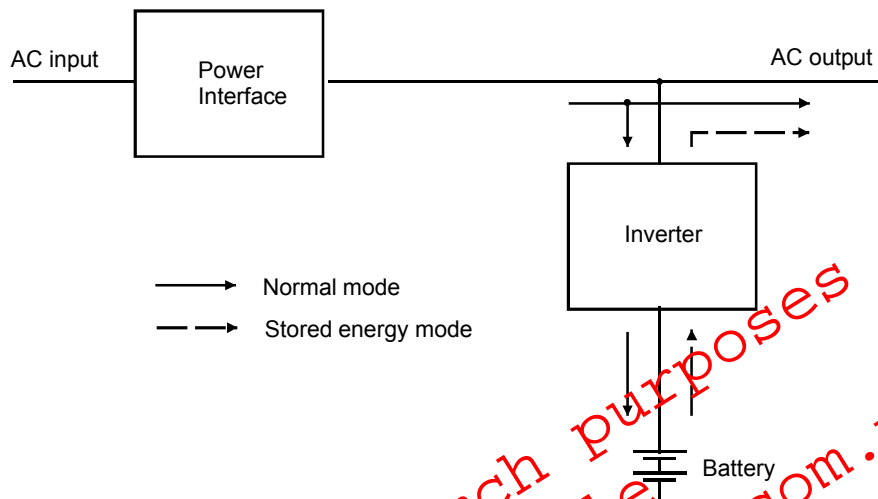 AC input
Power
Interface
AC output
Inverter
Normal mode
Stored energy mode
Battery
purposes